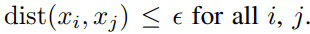 dist(x_i, x_j) ≤ ϵ for all i, j.